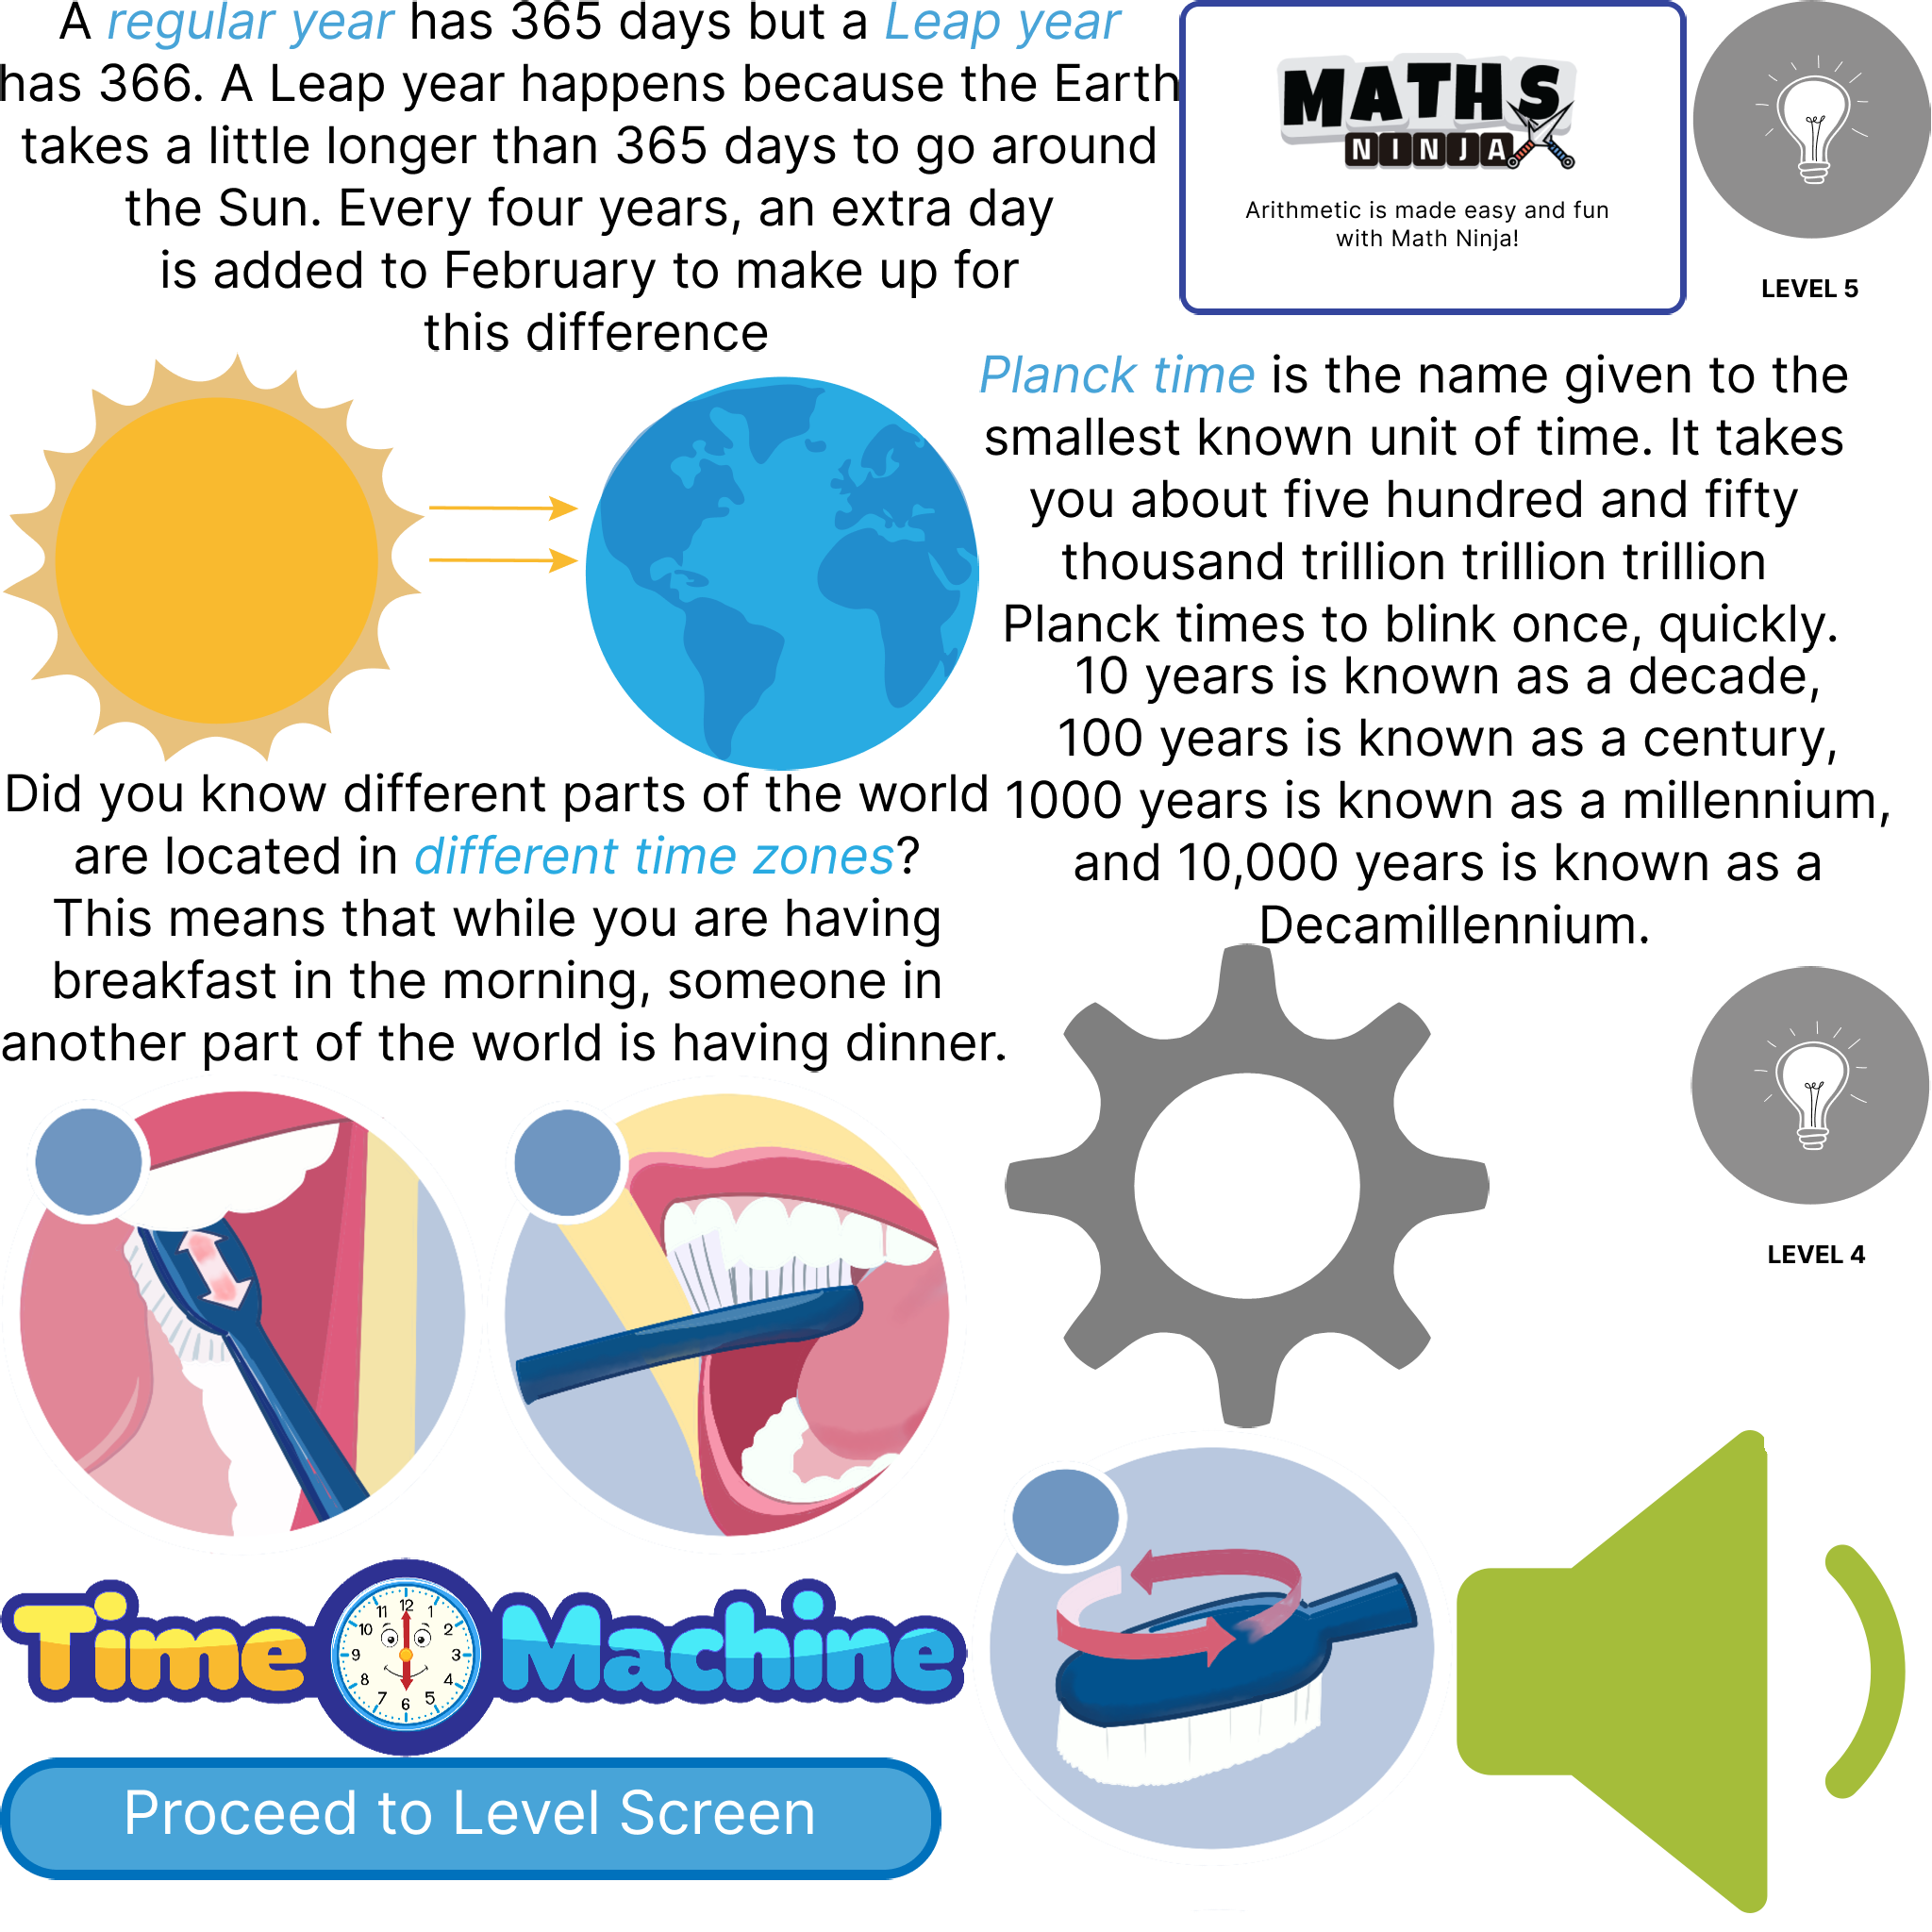 A regular year has 365 days but a Leap year
has 366. A Leap year happens because the Earth
takes a little longer than 365 days to go around
the Sun. Every four years, an extra day
is added to February to make up for
this difference
MATHS
NINJA
Arithmetic is made easy and fun
with Math Ninja!
LEVEL 5
Planck time is the name given to the
smallest known unit of time. It takes
you about five hundred and fifty
thousand trillion trillion trillion
Planck times to blink once, quickly.
10 years is known as a decade,
100 years is known as a century,
1000 years is known as a millennium,
and 10,000 years is known as a
Decamillennium.
Did you know different parts of the world
are located in different time zones?
This means that while you are having
breakfast in the morning, someone in
another part of the world is having dinner.
LEVEL 4
Time Machine
12
1
2
3
4
5
6
7
8
9
10
11
Proceed to Level Screen